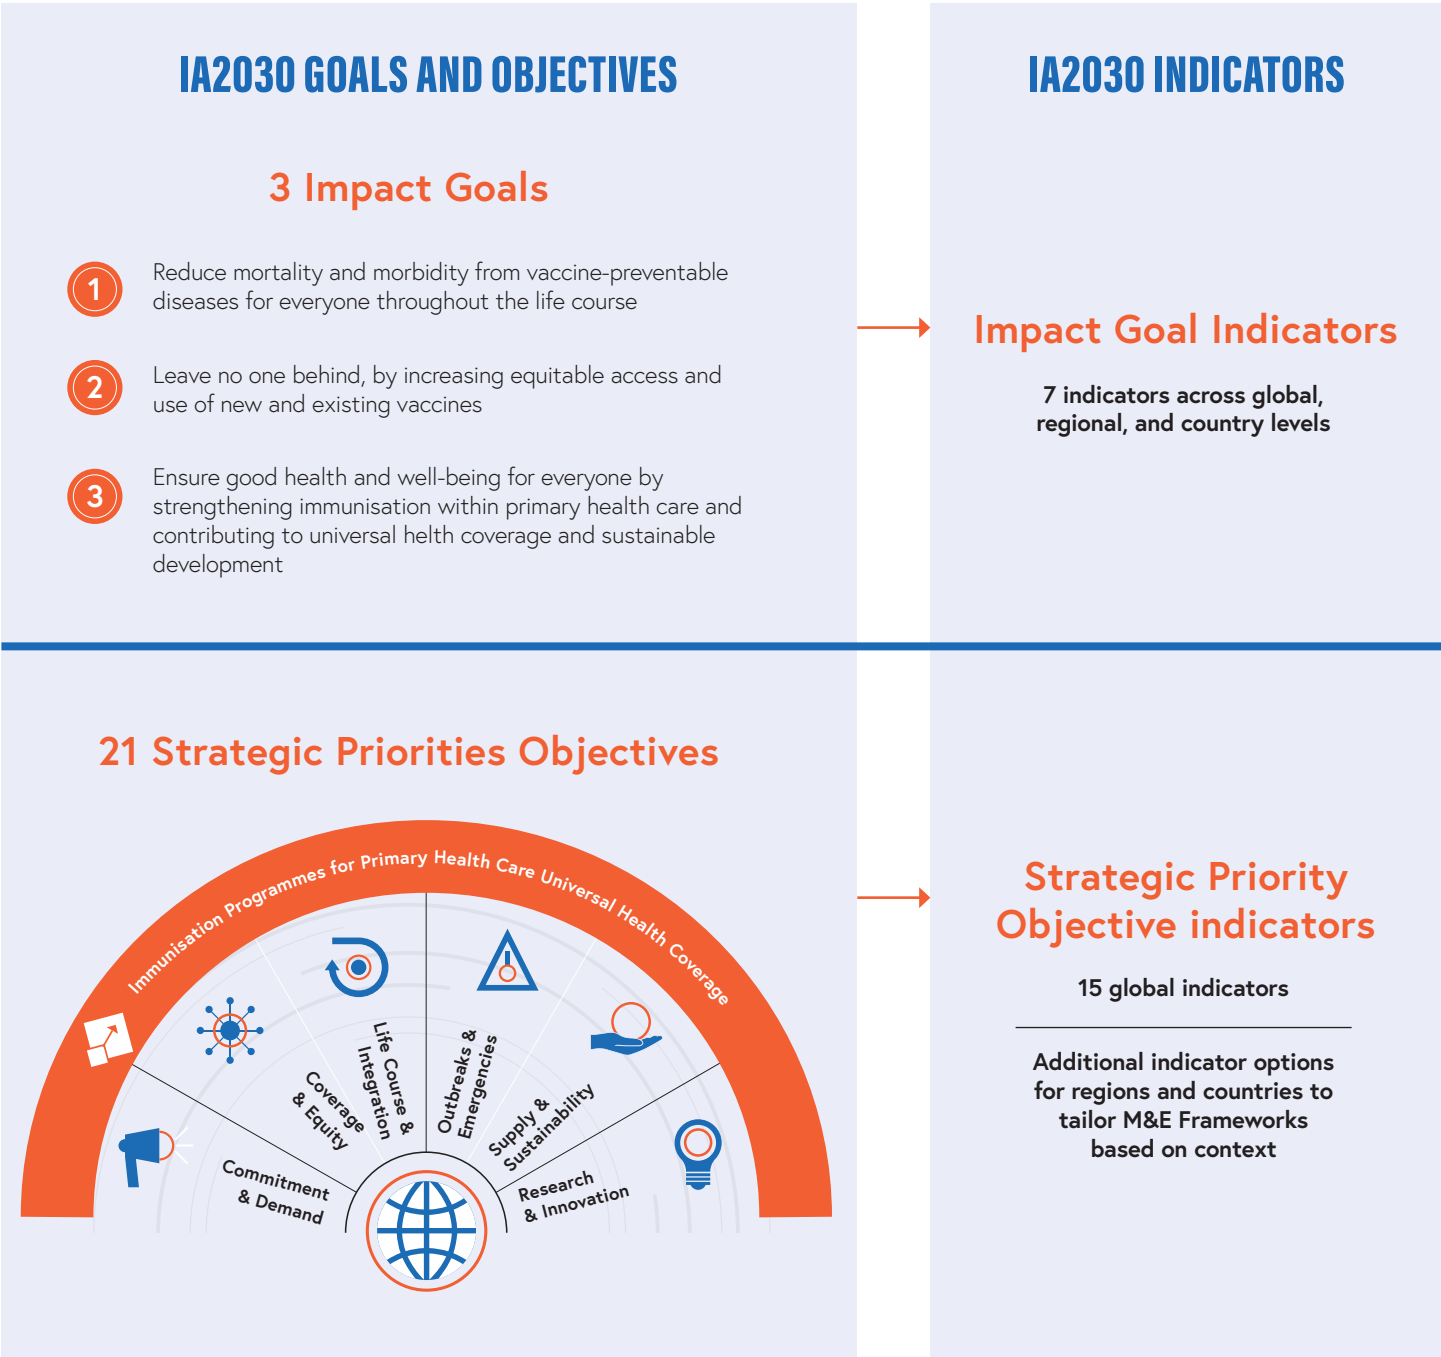 IA2030 GOALS AND OBJECTIVES
3 Impact Goals
1
Reduce mortality and morbidity from vaccine-preventable
diseases for everyone throughout the life course
2
Leave no one behind, by increasing equitable access and
use of new and existing vaccines
3
Ensure good health and well-being for everyone by
strengthening immunisation within primary health care and
contributing to universal helth coverage and sustainable
development
IA2030 INDICATORS
Impact Goal Indicators
7 indicators across global,
regional, and country levels
21 Strategic Priorities Objectives
Immunisation Programmes for Primary Health Care Universal Health Coverage
Commitment
& Demand
Coverage
& Equity
Life Course &
Integration
Outbreaks &
Emergencies
Supply &
Sustainability
Research
& Innovation
Strategic Priority
Objective indicators
15 global indicators
Additional indicator options
for regions and countries to
tailor M&E Frameworks
based on context